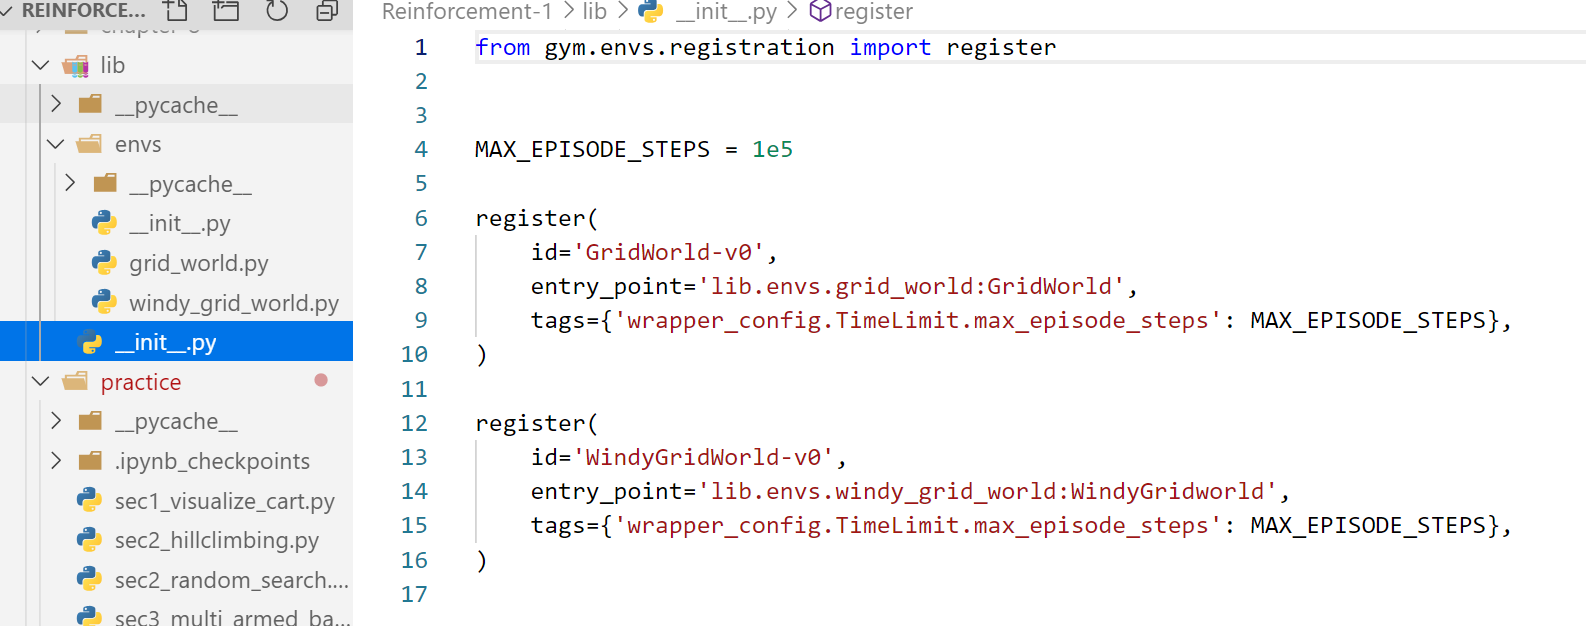 REINFORCE...
lib
__pycache__
envs
__pycache__
__init__.py
grid_world.py
windy_grid_world.py
__init__.py
practice
__pycache__
.ipynb_checkpoints
sec1_visualize_cart.py
sec2_hillclimbing.py
sec2_random_search....
sec3_multi_armed_ba...
Reinforcement-1 > lib > __init__.py > register
1 from gym.envs.registration import register
2
3
4 MAX_EPISODE_STEPS = 1e5
5
6 register(
7 id='GridWorld-v0',
8 entry_point='lib.envs.grid_world:GridWorld',
9 tags={'wrapper_config.TimeLimit.max_episode_steps': MAX_EPISODE_STEPS},
10 )
11
12 register(
13 id='WindyGridWorld-v0',
14 entry_point='lib.envs.windy_grid_world:WindyGridworld',
15 tags={'wrapper_config.TimeLimit.max_episode_steps': MAX_EPISODE_STEPS},
16 )
17